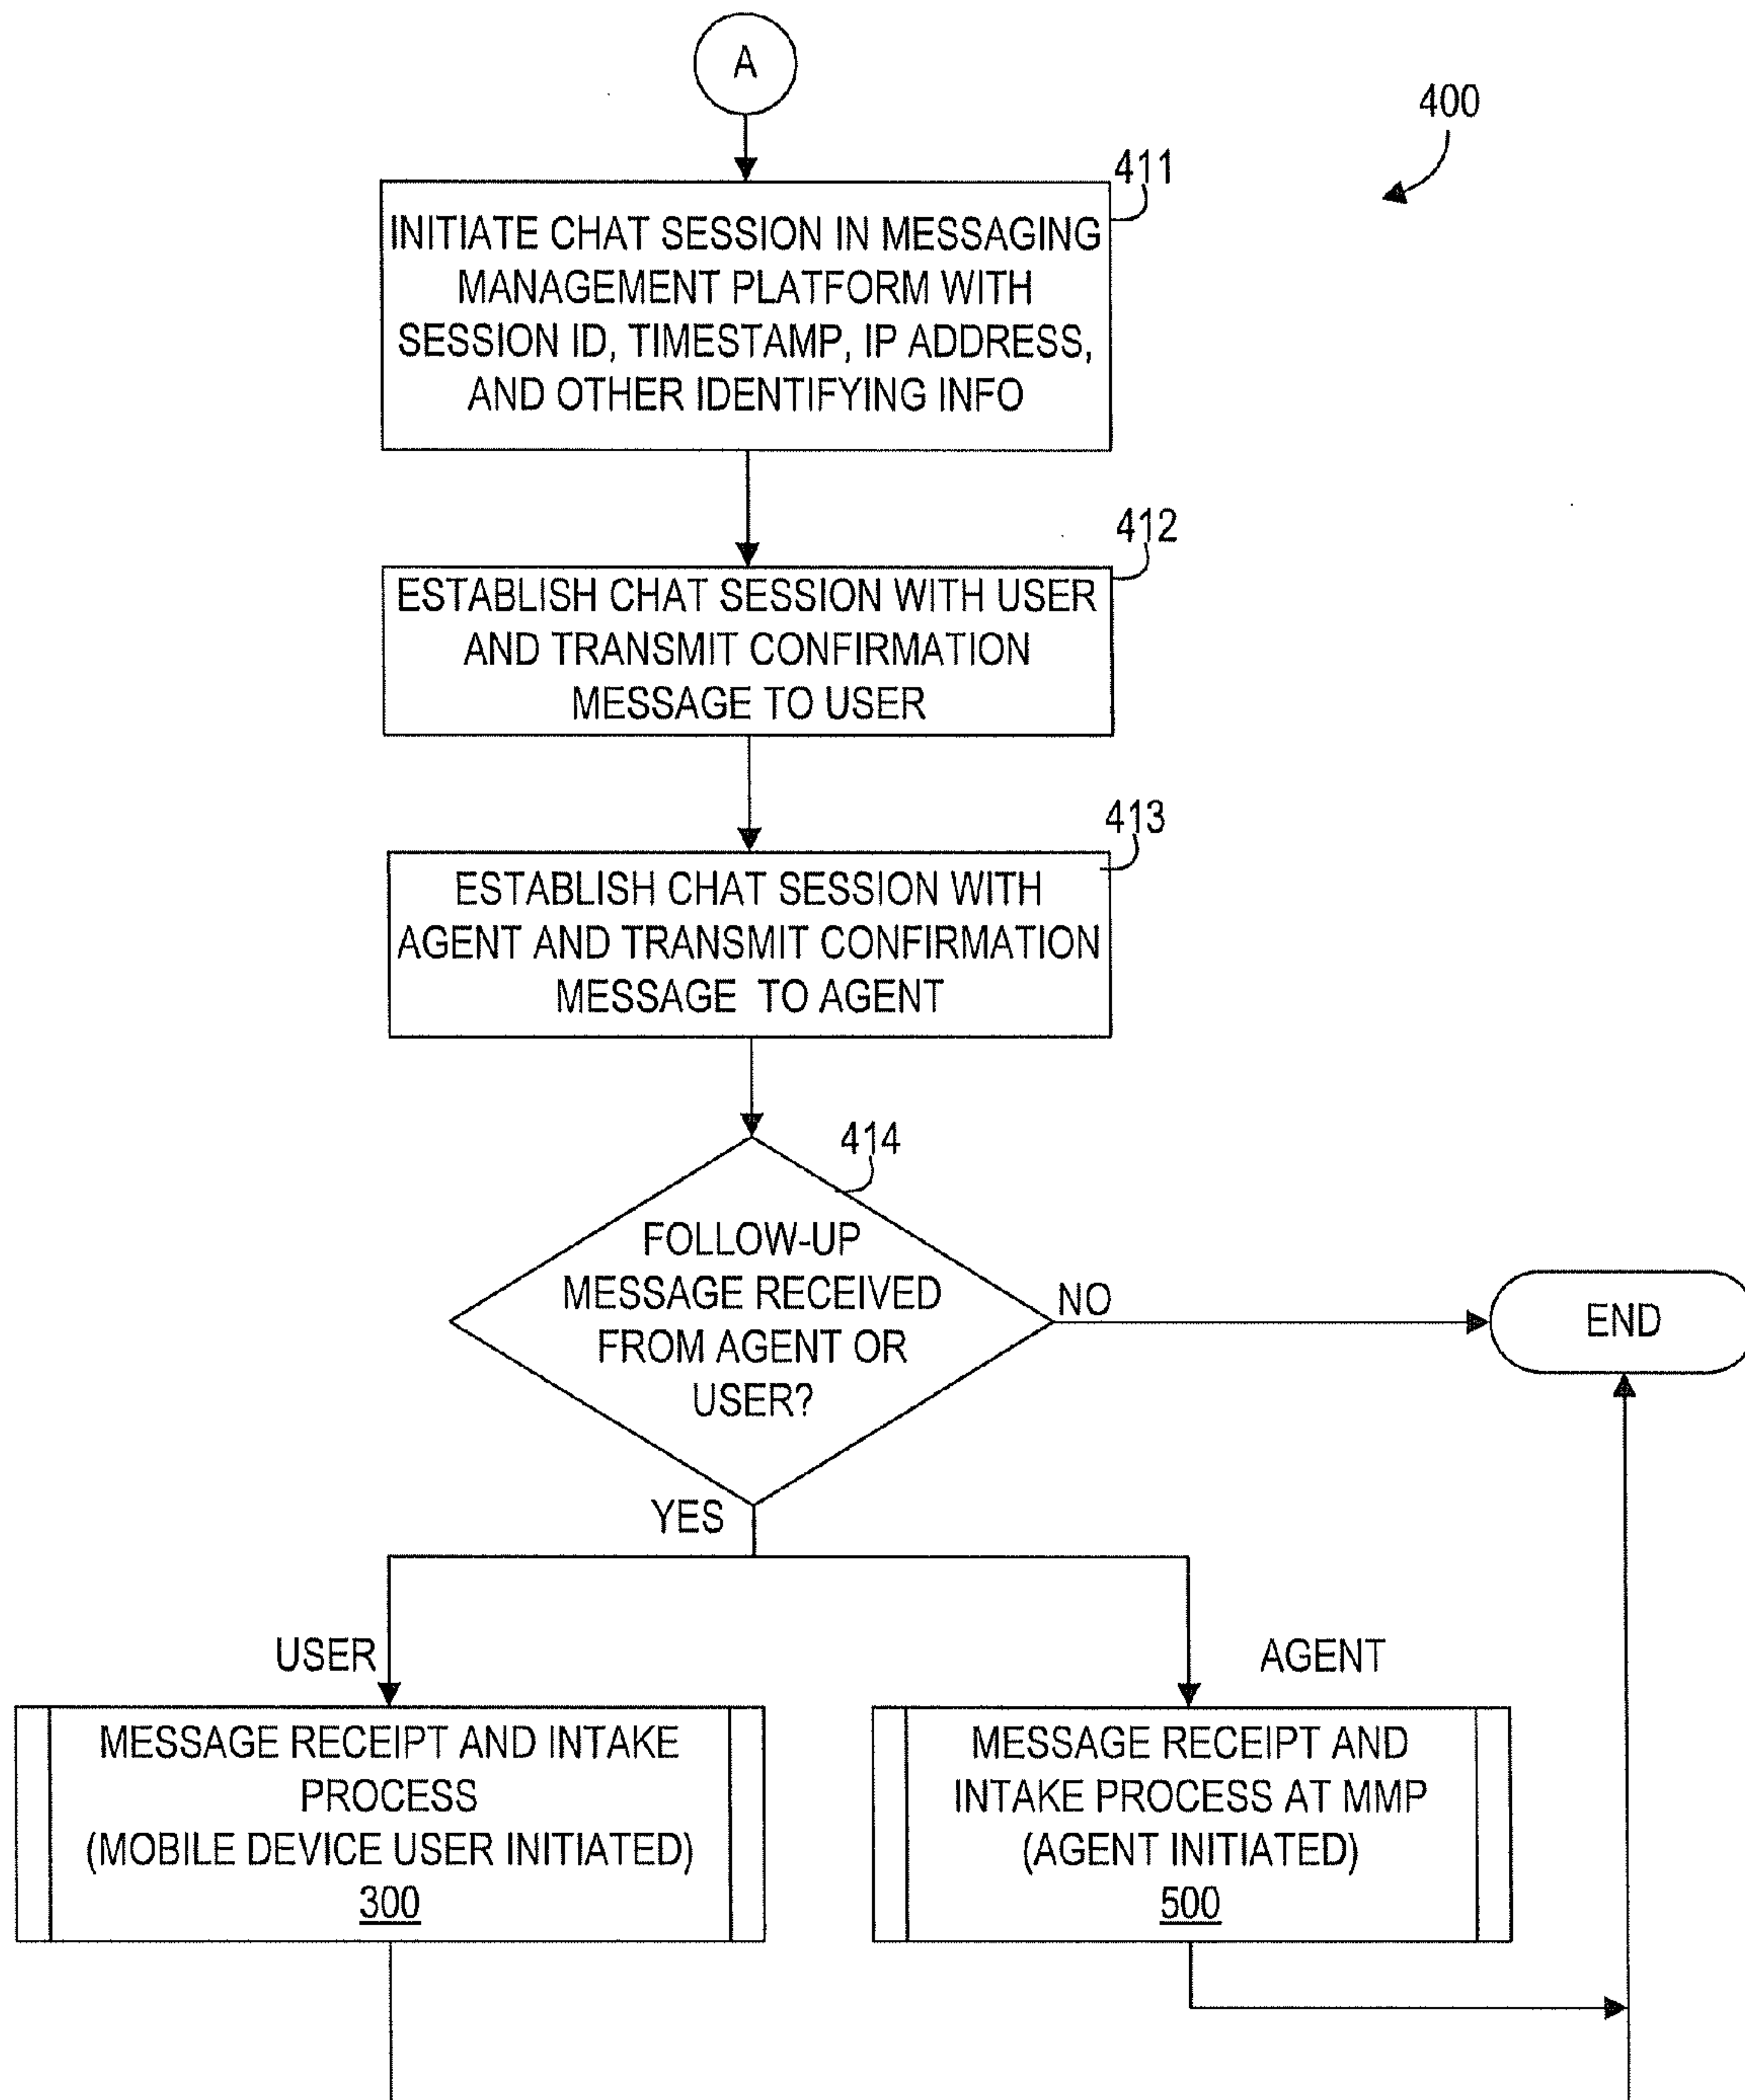 A
400
411
INITIATE CHAT SESSION IN MESSAGING
MANAGEMENT PLATFORM WITH
SESSION ID, TIMESTAMP, IP ADDRESS,
AND OTHER IDENTIFYING INFO
412
ESTABLISH CHAT SESSION WITH USER
AND TRANSMIT CONFIRMATION
MESSAGE TO USER
413
ESTABLISH CHAT SESSION WITH
AGENT AND TRANSMIT CONFIRMATION
MESSAGE TO AGENT
414
FOLLOW-UP
MESSAGE RECEIVED
FROM AGENT OR
USER?
NO
END
YES
USER
AGENT
MESSAGE RECEIPT AND INTAKE
PROCESS
(MOBILE DEVICE USER INITIATED)
300
MESSAGE RECEIPT AND
INTAKE PROCESS AT MMP
(AGENT INITIATED)
500